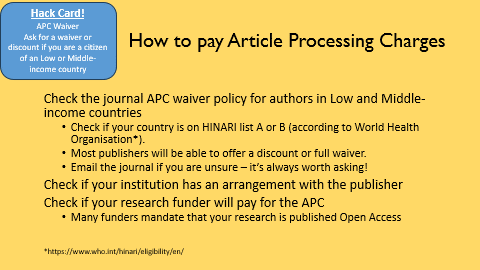 Hack Card!
APC Waiver
Ask for a waiver or
discount if you are a citizen
of an Low or Middle-
income country
How to pay Article Processing Charges
Check the journal APC waiver policy for authors in Low and Middle-
income countries
• Check if your country is on HINARI list A or B (according to World Health
Organisation*).
• Most publishers will be able to offer a discount or full waiver.
• Email the journal if you are unsure – it's always worth asking!
Check if your institution has an arrangement with the publisher
Check if your research funder will pay for the APC
• Many funders mandate that your research is published Open Access
*https://www.who.int/hinari/eligibility/en/